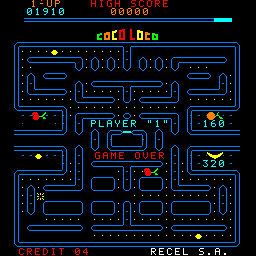 1-UP HIGH SCORE
01910 00000
COCOLOCO
PLAYER "1"
160
GAME OVER
320
CREDIT 04 RECEL S.A.